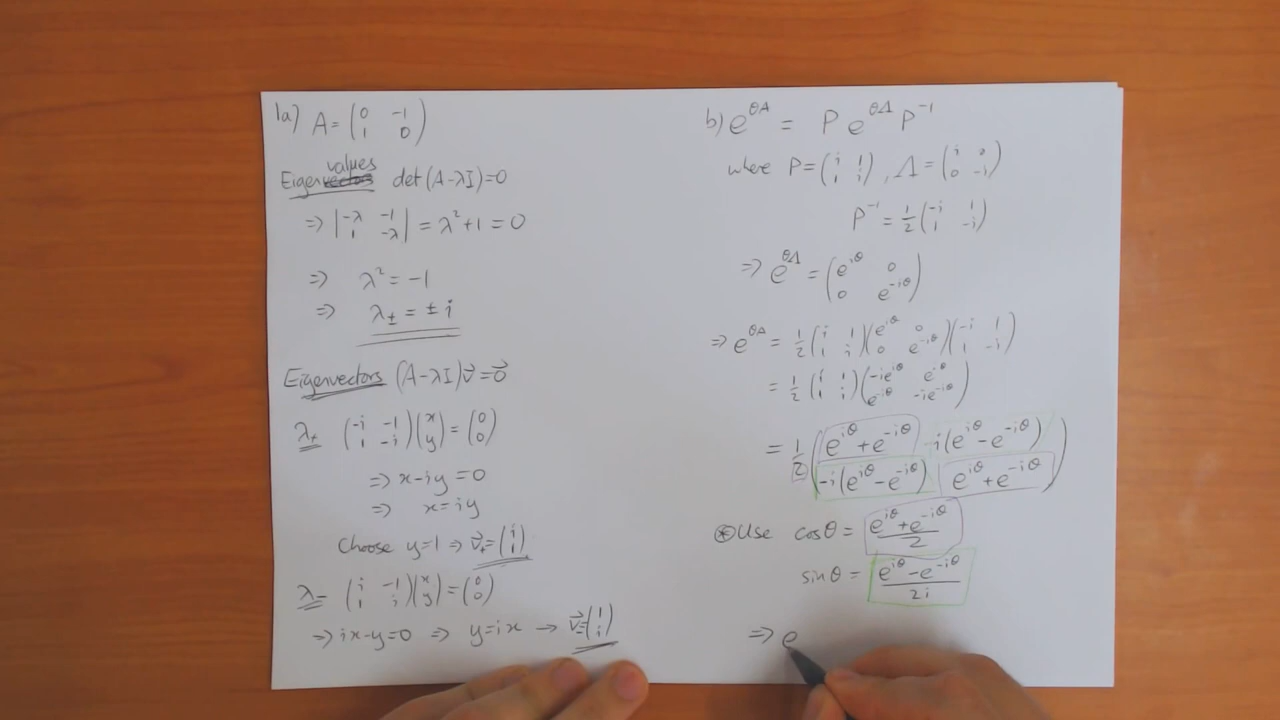 1a) A = (0 -1 / 1 0)
values
Eigenvectors det(A-λI)=0
⇒ |-λ -1 / 1 -λ| = λ²+1 = 0
⇒ λ² = -1
⇒ λ± = ± i
Eigenvectors (A-λI)v⃗=0⃗
λ+ (-i -1 / 1 -i)(x / y) = (0 / 0)
⇒ x-iy = 0
⇒ x=iy
Choose y=1 ⇒ v⃗+=(i / 1)
λ- (i -1 / 1 i)(x / y)=(0 / 0)
⇒ ix-y=0 ⇒ y=ix → v⃗-=(1 / i)
b) e^{θA} = P e^{θΛ} P^{-1}
where P=(i 1 / 1 i), Λ=(i 0 / 0 -i)
P^{-1} = 1/2 (-i 1 / 1 -i)
⇒ e^{θΛ} = (e^{iθ} 0 / 0 e^{-iθ})
⇒ e^{θA} = 1/2 (i 1 / 1 i)(e^{iθ} 0 / 0 e^{-iθ})(-i 1 / 1 -i)
= 1/2 (i 1 / 1 i)(-ie^{iθ} e^{iθ} / e^{-iθ} -ie^{-iθ})
= 1/2 (e^{iθ}+e^{-iθ} i(e^{iθ}-e^{-iθ}) / -i(e^{iθ}-e^{-iθ}) e^{iθ}+e^{-iθ})
⊛ Use cosθ = (e^{iθ}+e^{-iθ})/2
sinθ = (e^{iθ}-e^{-iθ})/2i
⇒ e